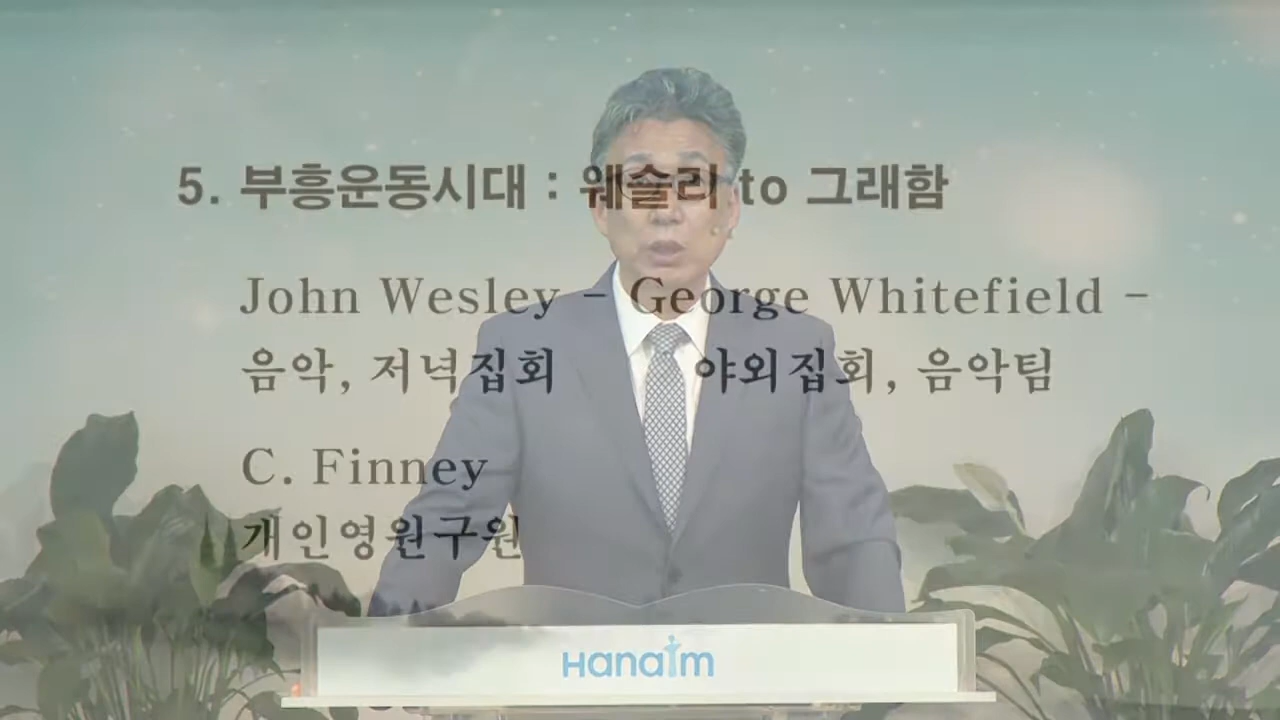 5. 부흥운동시대 : 웨슬리 to 그래함
John Wesley – George Whitefield –
음악, 저녁집회 야외집회, 음악팀
C. Finney
개인영원구원
Hanaim